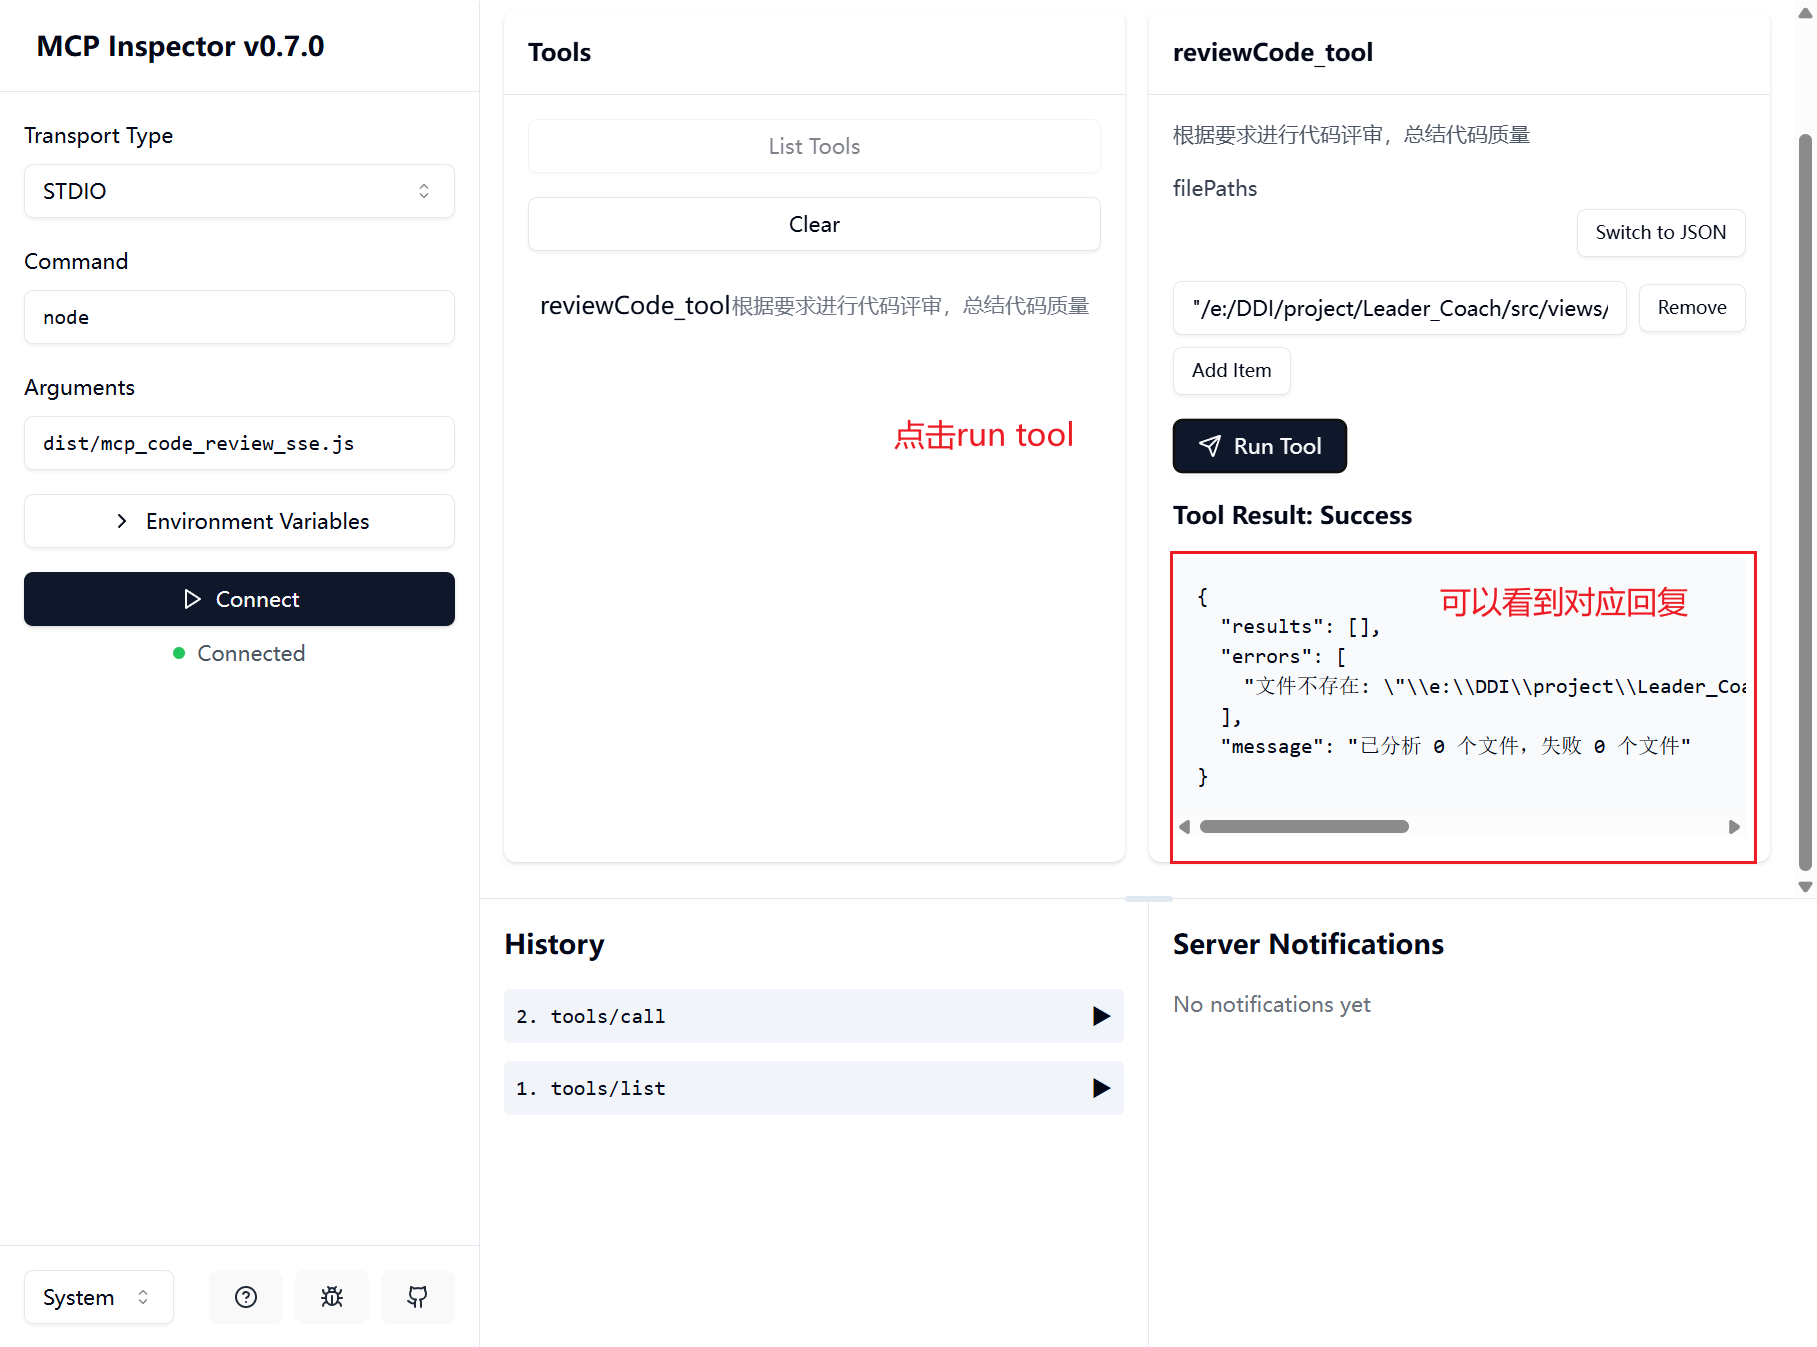 MCP Inspector v0.7.0
Transport Type
STDIO
Command
node
Arguments
dist/mcp_code_review_sse.js
Environment Variables
Connect
Connected
System
Tools
List Tools
Clear
reviewCode_tool根据要求进行代码评审，总结代码质量
点击run tool
reviewCode_tool
根据要求进行代码评审，总结代码质量
filePaths
Switch to JSON
"/e:/DDI/project/Leader_Coach/src/views/
Remove
Add Item
Run Tool
Tool Result: Success
可以看到对应回复
{
"results": [],
"errors": [
"文件不存在: \"\\e:\\DDI\\project\\Leader_Coa
],
"message": "已分析 0 个文件，失败 0 个文件"
}
History
2. tools/call
1. tools/list
Server Notifications
No notifications yet